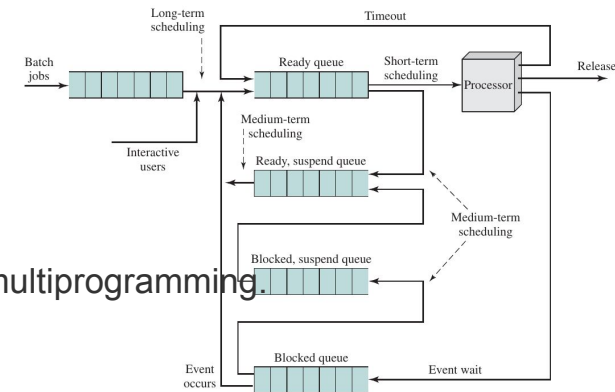 Long-term
scheduling
Timeout
Batch
jobs
Ready queue
Short-term
scheduling
Release
Processor
Interactive
users
Medium-term
scheduling
Ready, suspend queue
Medium-term
scheduling
Blocked, suspend queue
multiprogramming.
Blocked queue
Event
occurs
Event wait